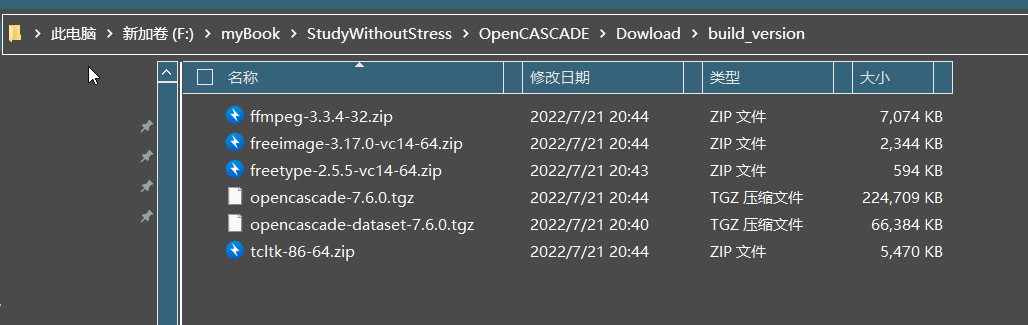 此电脑 > 新加卷 (F:) > myBook > StudyWithoutStress > OpenCASCADE > Dowload > build_version
名称 修改日期 类型 大小
ffmpeg-3.3.4-32.zip 2022/7/21 20:44 ZIP 文件 7,074 KB
freeimage-3.17.0-vc14-64.zip 2022/7/21 20:44 ZIP 文件 2,344 KB
freetype-2.5.5-vc14-64.zip 2022/7/21 20:43 ZIP 文件 594 KB
opencascade-7.6.0.tgz 2022/7/21 20:44 TGZ 压缩文件 224,709 KB
opencascade-dataset-7.6.0.tgz 2022/7/21 20:40 TGZ 压缩文件 66,384 KB
tcltk-86-64.zip 2022/7/21 20:44 ZIP 文件 5,470 KB